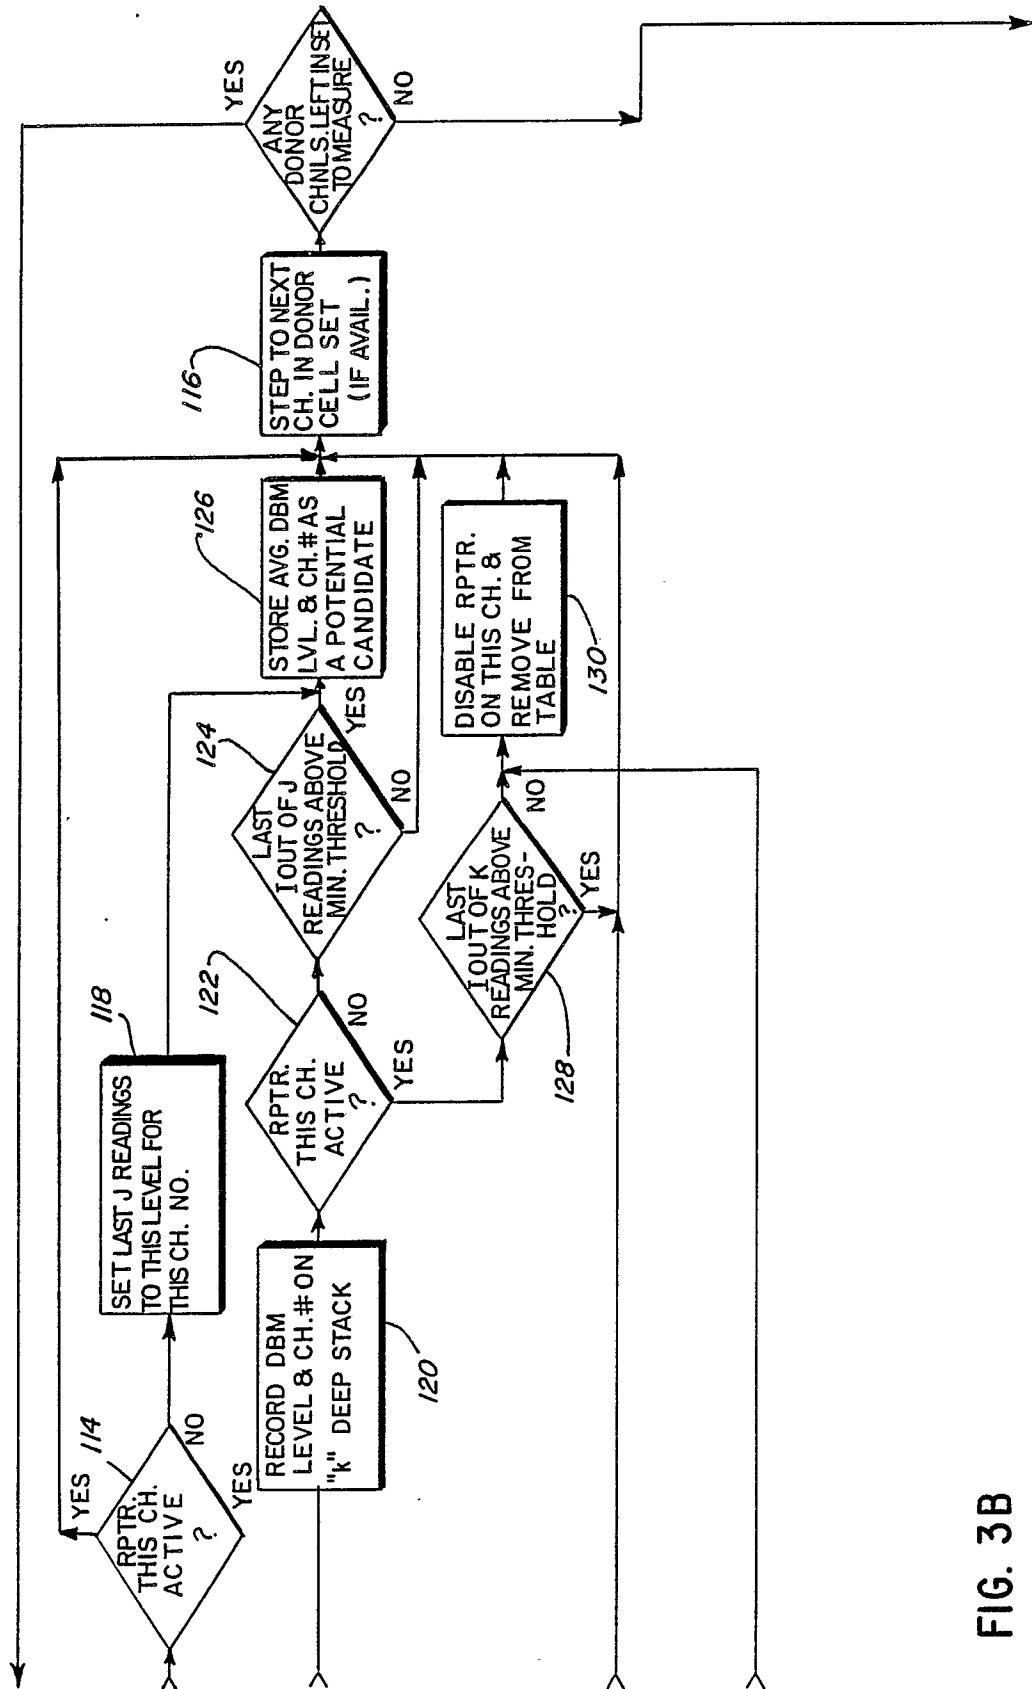 RPTR.
THIS CH.
ACTIVE
?
114
YES
NO
YES
SET LAST J READINGS
TO THIS LEVEL FOR
THIS CH. NO.
118
RECORD DBM
LEVEL & CH.# ON
"k" DEEP STACK
120
RPTR.
THIS CH.
ACTIVE
?
122
NO
YES
LAST
I OUT OF J
READINGS ABOVE
MIN. THRESHOLD
?
124
YES
NO
STORE AVG. DBM
LVL. & CH.# AS
A POTENTIAL
CANDIDATE
126
LAST
I OUT OF K
READINGS ABOVE
MIN. THRES-
HOLD
?
128
NO
YES
DISABLE RPTR.
ON THIS CH. &
REMOVE FROM
TABLE
130
STEP TO NEXT
CH. IN DONOR
CELL SET
(IF AVAIL.)
116
ANY
DONOR
CHNLS. LEFT IN SET
TO MEASURE
?
YES
NO
FIG. 3B